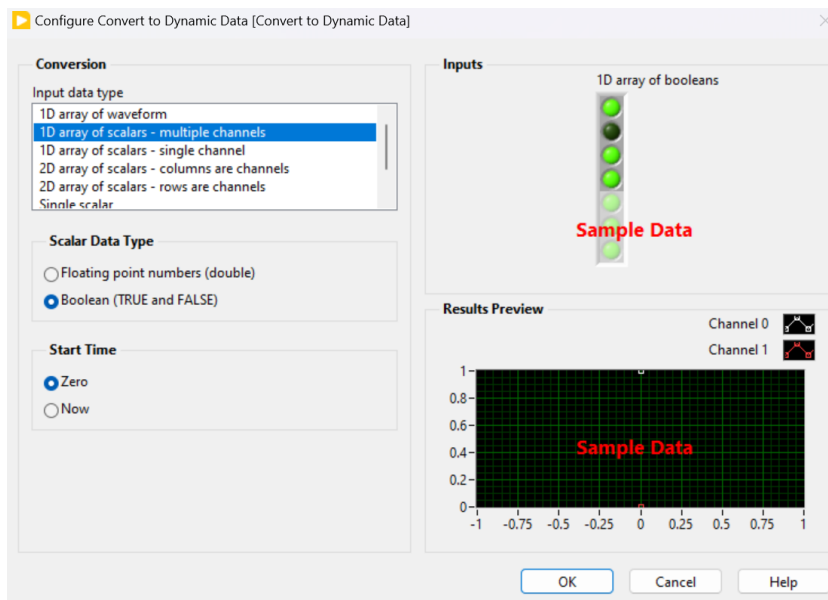 Configure Convert to Dynamic Data [Convert to Dynamic Data]
Conversion
Input data type
1D array of waveform
1D array of scalars - multiple channels
1D array of scalars - single channel
2D array of scalars - columns are channels
2D array of scalars - rows are channels
Single scalar
Scalar Data Type
Floating point numbers (double)
Boolean (TRUE and FALSE)
Start Time
Zero
Now
Inputs
1D array of booleans
Sample Data
Results Preview
Channel 0
Channel 1
1
0.8
0.6
0.4
0.2
0
Sample Data
-1 -0.75 -0.5 -0.25 0 0.25 0.5 0.75 1
OK Cancel Help